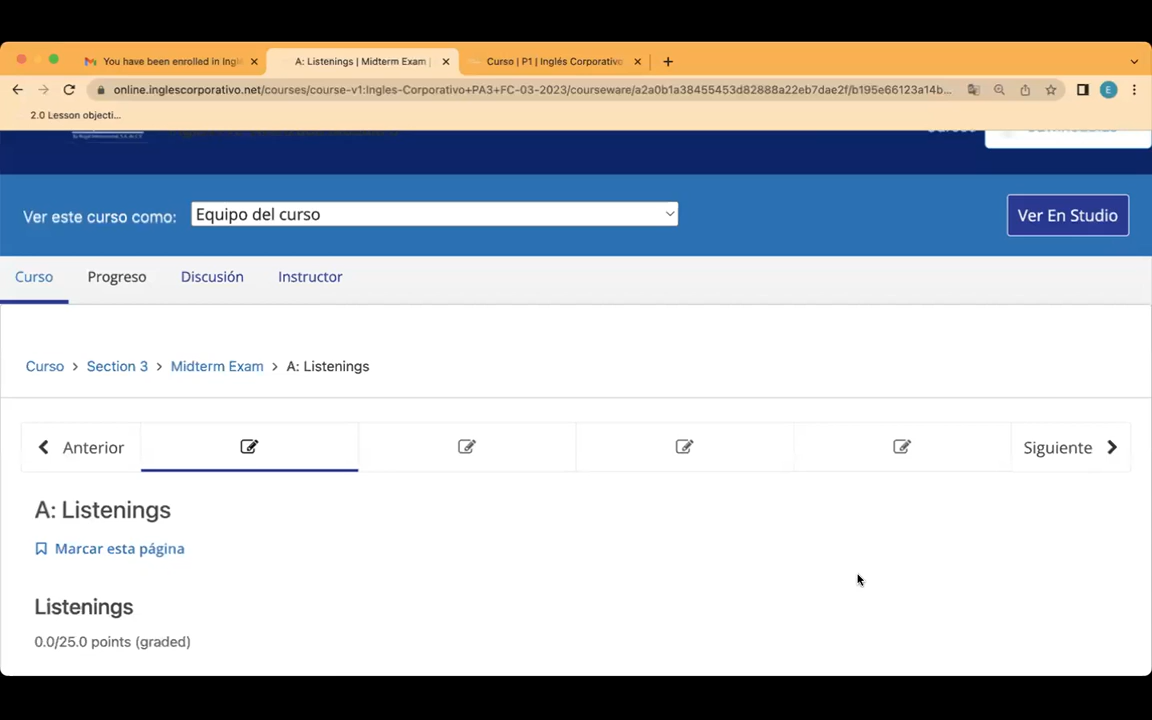 You have been enrolled in Ingl
A: Listenings | Midterm Exam |
Curso | P1 | Inglés Corporativo
online.inglescorporativo.net/courses/course-v1:Ingles-Corporativo+PA3+FC-03-2023/courseware/a2a0b1a38455453d82888a22eb7dae2f/b195e66123a14b...
E
2.0 Lesson objecti...
Ver este curso como:
Equipo del curso
Ver En Studio
Curso
Progreso
Discusión
Instructor
Curso > Section 3 > Midterm Exam > A: Listenings
Anterior
Siguiente
A: Listenings
Marcar esta página
Listenings
0.0/25.0 points (graded)